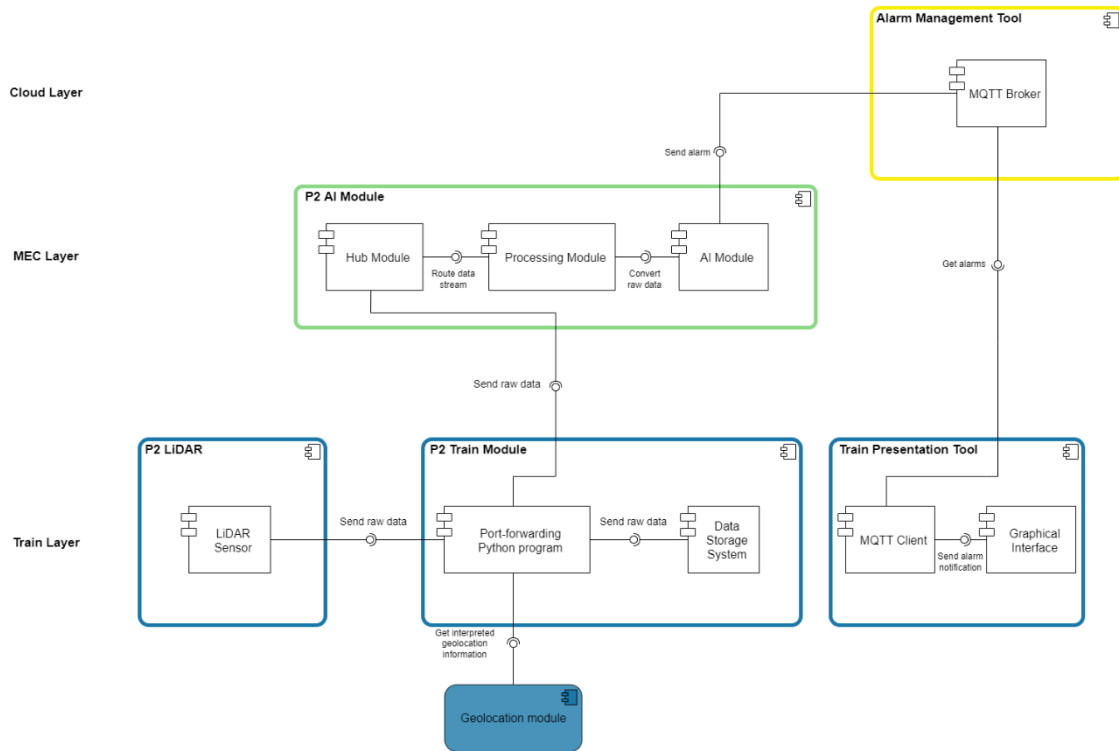 Alarm Management Tool
Cloud Layer
MQTT Broker
Send alarm
P2 AI Module
MEC Layer
Hub Module
Route data
stream
Processing Module
Convert
raw data
AI Module
Get alarms
Send raw data
P2 LiDAR
P2 Train Module
Train Presentation Tool
Train Layer
LiDAR
Sensor
Send raw data
Port-forwarding
Python program
Send raw data
Data
Storage
System
MQTT Client
Send alarm
notification
Graphical
Interface
Get interpreted
geolocation
information
Geolocation module